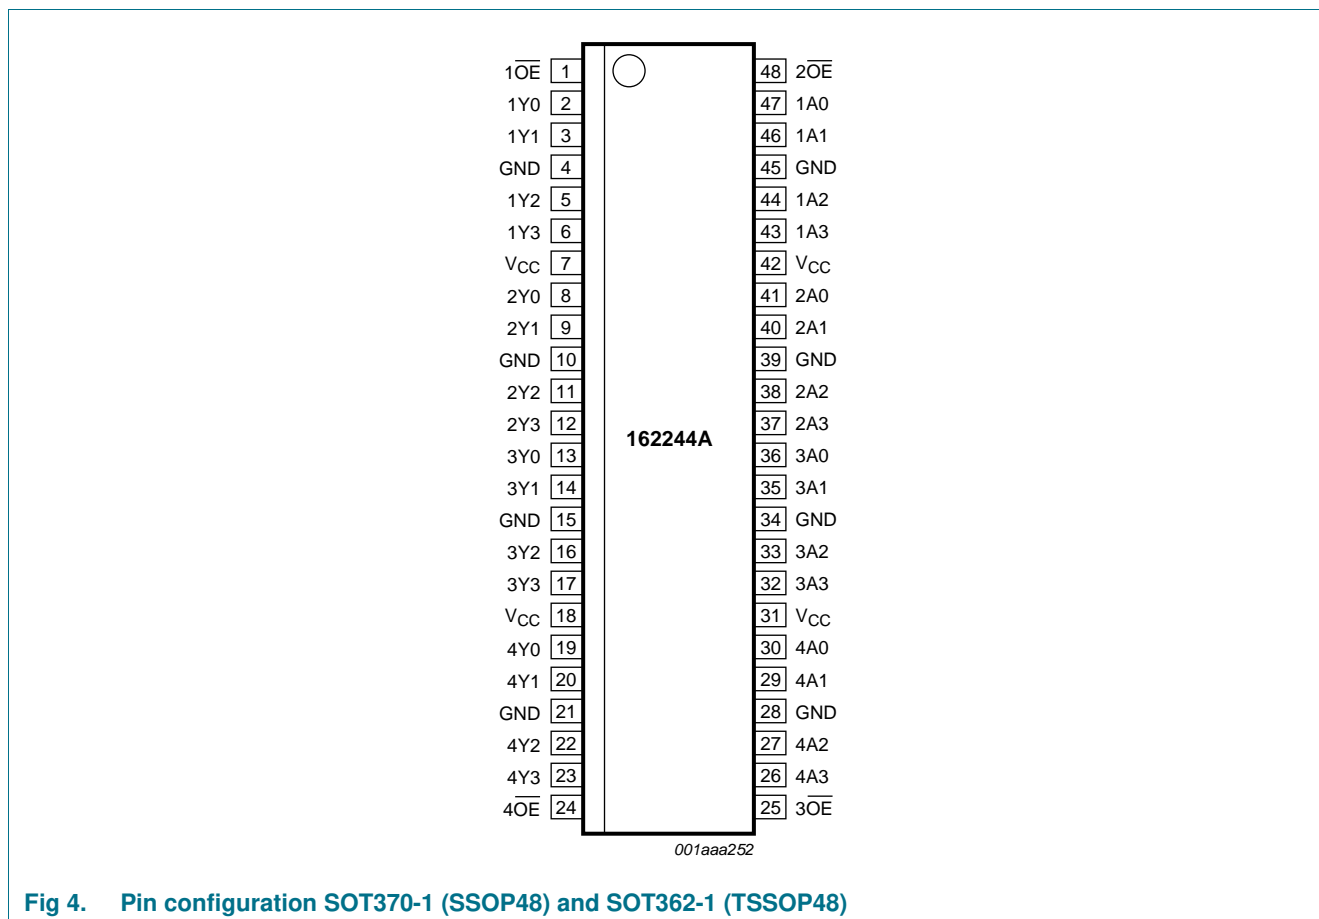 1OE 1 48 2OE
1Y0 2 47 1A0
1Y1 3 46 1A1
GND 4 45 GND
1Y2 5 44 1A2
1Y3 6 43 1A3
VCC 7 42 VCC
2Y0 8 41 2A0
2Y1 9 40 2A1
GND 10 39 GND
2Y2 11 38 2A2
2Y3 12 37 2A3
162244A
3Y0 13 36 3A0
3Y1 14 35 3A1
GND 15 34 GND
3Y2 16 33 3A2
3Y3 17 32 3A3
VCC 18 31 VCC
4Y0 19 30 4A0
4Y1 20 29 4A1
GND 21 28 GND
4Y2 22 27 4A2
4Y3 23 26 4A3
4OE 24 25 3OE
001aaa252
Fig 4. Pin configuration SOT370-1 (SSOP48) and SOT362-1 (TSSOP48)